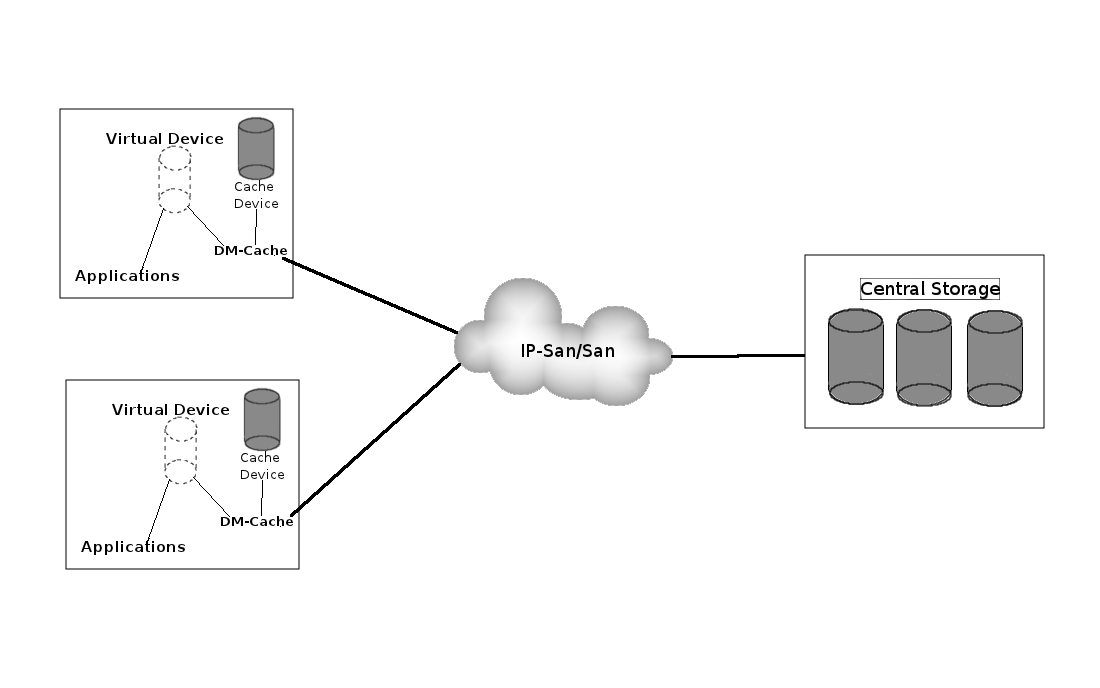 Virtual Device
Cache
Device
DM-Cache
Applications
IP-San/San
Central Storage
Virtual Device
Cache
Device
DM-Cache
Applications